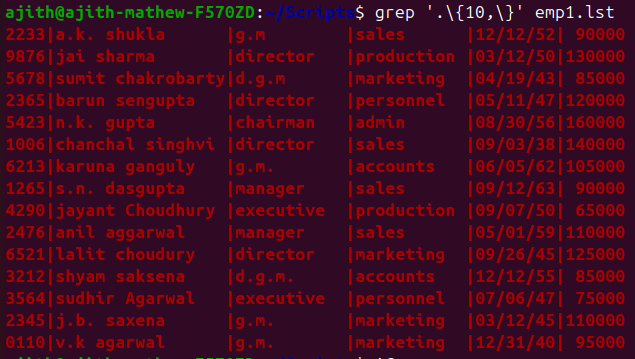 ajith@ajith-mathew-F570ZD:~/Scripts$ grep '.\{10,\}' emp1.lst
2233|a.k. shukla      |g.m       |sales      |12/12/52| 90000
9876|jai sharma       |director  |production |03/12/50|130000
5678|sumit chakrobarty|d.g.m     |marketing  |04/19/43| 85000
2365|barun sengupta   |director  |personnel  |05/11/47|120000
5423|n.k. gupta       |chairman  |admin      |08/30/56|160000
1006|chanchal singhvi |director  |sales      |09/03/38|140000
6213|karuna ganguly   |g.m.      |accounts   |06/05/62|105000
1265|s.n. dasgupta    |manager   |sales      |09/12/63| 90000
4290|jayant Choudhury |executive |production |09/07/50| 65000
2476|anil aggarwal    |manager   |sales      |05/01/59|110000
6521|lalit choudury   |director  |marketing  |09/26/45|125000
3212|shyam saksena    |d.g.m.    |accounts   |12/12/55| 85000
3564|sudhir Agarwal   |executive |personnel  |07/06/47| 75000
2345|j.b. saxena      |g.m.      |marketing  |03/12/45|110000
0110|v.k agarwal      |g.m.      |marketing  |12/31/40| 95000